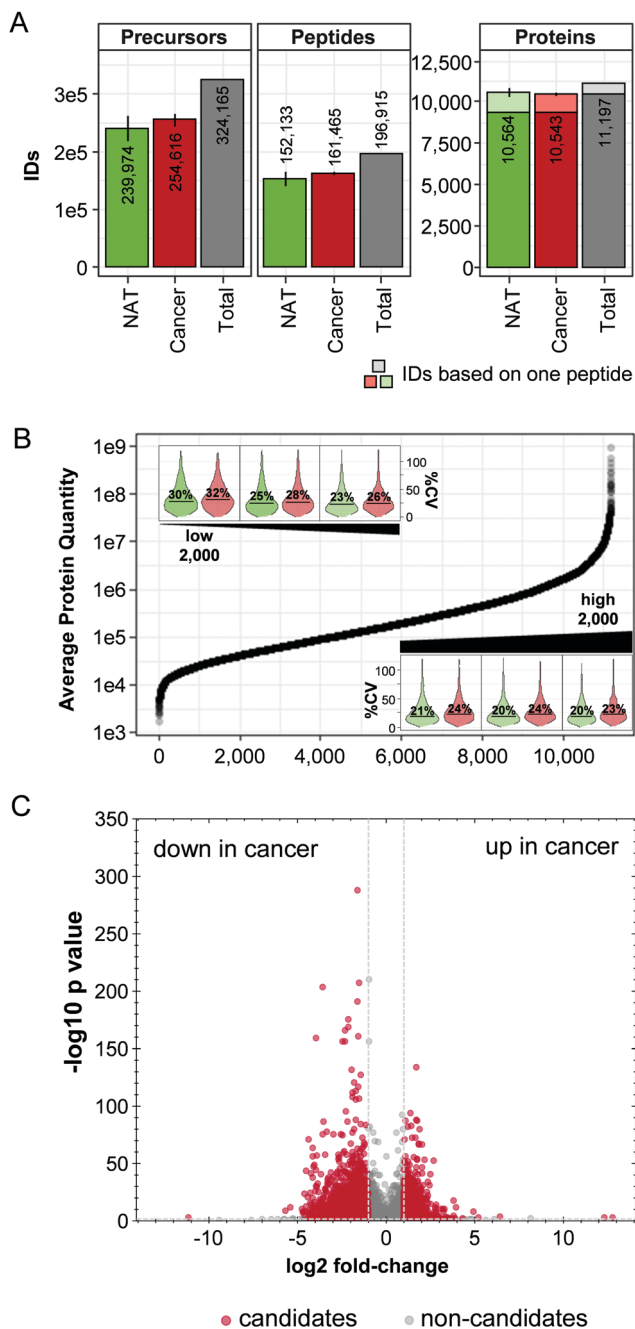 A
Precursors
Peptides
Proteins
IDs
3e5
2e5
1e5
0
239,974
254,616
324,165
152,133
161,465
196,915
12,500
10,000
7,500
5,000
2,500
0
10,564
10,543
11,197
NAT
Cancer
Total
NAT
Cancer
Total
NAT
Cancer
Total
IDs based on one peptide
B
Average Protein Quantity
1e9
1e8
1e7
1e6
1e5
1e4
1e3
30%
32%
25%
28%
23%
26%
100
50
0
%CV
low
2,000
high
2,000
%CV
100
50
0
21%
24%
20%
24%
20%
23%
0
2,000
4,000
6,000
8,000
10,000
C
-log10 p value
350
300
250
200
150
100
50
0
down in cancer
up in cancer
-10
-5
0
5
10
log2 fold-change
candidates
non-candidates